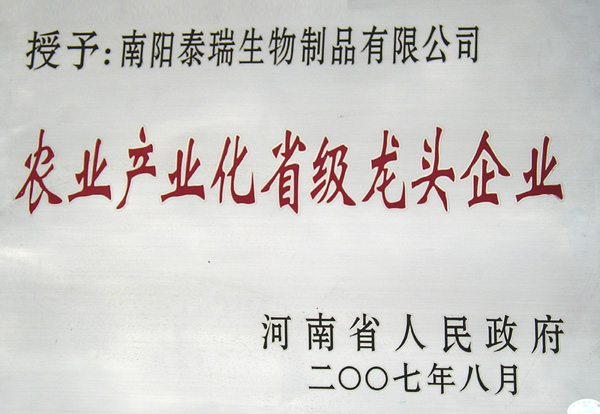 授予:南阳泰瑞生物制品有限公司
农业产业化省级龙头企业
河南省人民政府
二〇〇七年八月